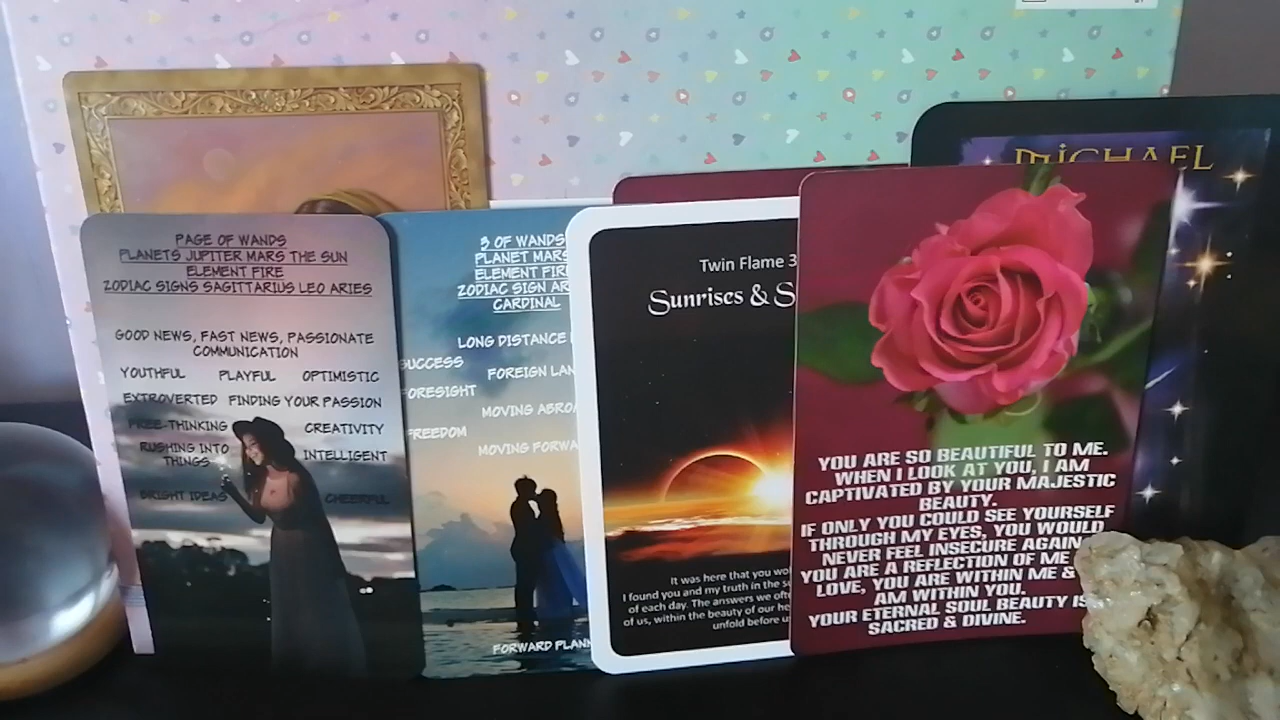 PAGE OF WANDS
PLANETS JUPITER MARS THE SUN
ELEMENT FIRE
ZODIAC SIGNS SAGITTARIUS LEO ARIES
GOOD NEWS, FAST NEWS, PASSIONATE
COMMUNICATION
YOUTHFUL PLAYFUL OPTIMISTIC
EXTROVERTED FINDING YOUR PASSION
FREE-THINKING CREATIVITY
RUSHING INTO
THINGS INTELLIGENT
BRIGHT IDEAS CHEERFUL
3 OF WANDS
PLANET MARS
ELEMENT FIR
ZODIAC SIGN AR
CARDINAL
LONG DISTANCE
SUCCESS
FOREIGN LAN
FORESIGHT
MOVING ABRO
FREEDOM
MOVING FORWA
FORWARD PLANN
Twin Flame 3
Sunrises & S
It was here that you wo
I found you and my truth in the su
of each day. The answers we oft
of us, within the beauty of our he
unfold before u
YOU ARE SO BEAUTIFUL TO ME.
WHEN I LOOK AT YOU, I AM
CAPTIVATED BY YOUR MAJESTIC
BEAUTY.
IF ONLY YOU COULD SEE YOURSELF
THROUGH MY EYES, YOU WOULD
NEVER FEEL INSECURE AGAIN
YOU ARE A REFLECTION OF ME
LOVE, YOU ARE WITHIN ME &
AM WITHIN YOU.
YOUR ETERNAL SOUL BEAUTY IS
SACRED & DIVINE.
MICHAEL